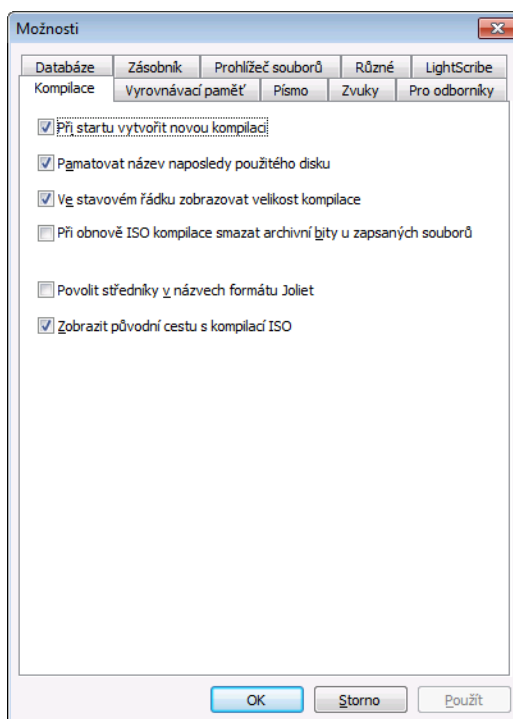 Možnosti
Databáze Zásobník Prohlížeč souborů Různé LightScribe
Kompilace Vyrovnávací paměť Písmo Zvuky Pro odborníky
Při startu vytvořit novou kompilaci
Pamatovat název naposledy použitého disku
Ve stavovém řádku zobrazovat velikost kompilace
Při obnově ISO kompilace smazat archivní bity u zapsaných souborů
Povolit středníky v názvech formátu Joliet
Zobrazit původní cestu s kompilací ISO
OK Storno Použít